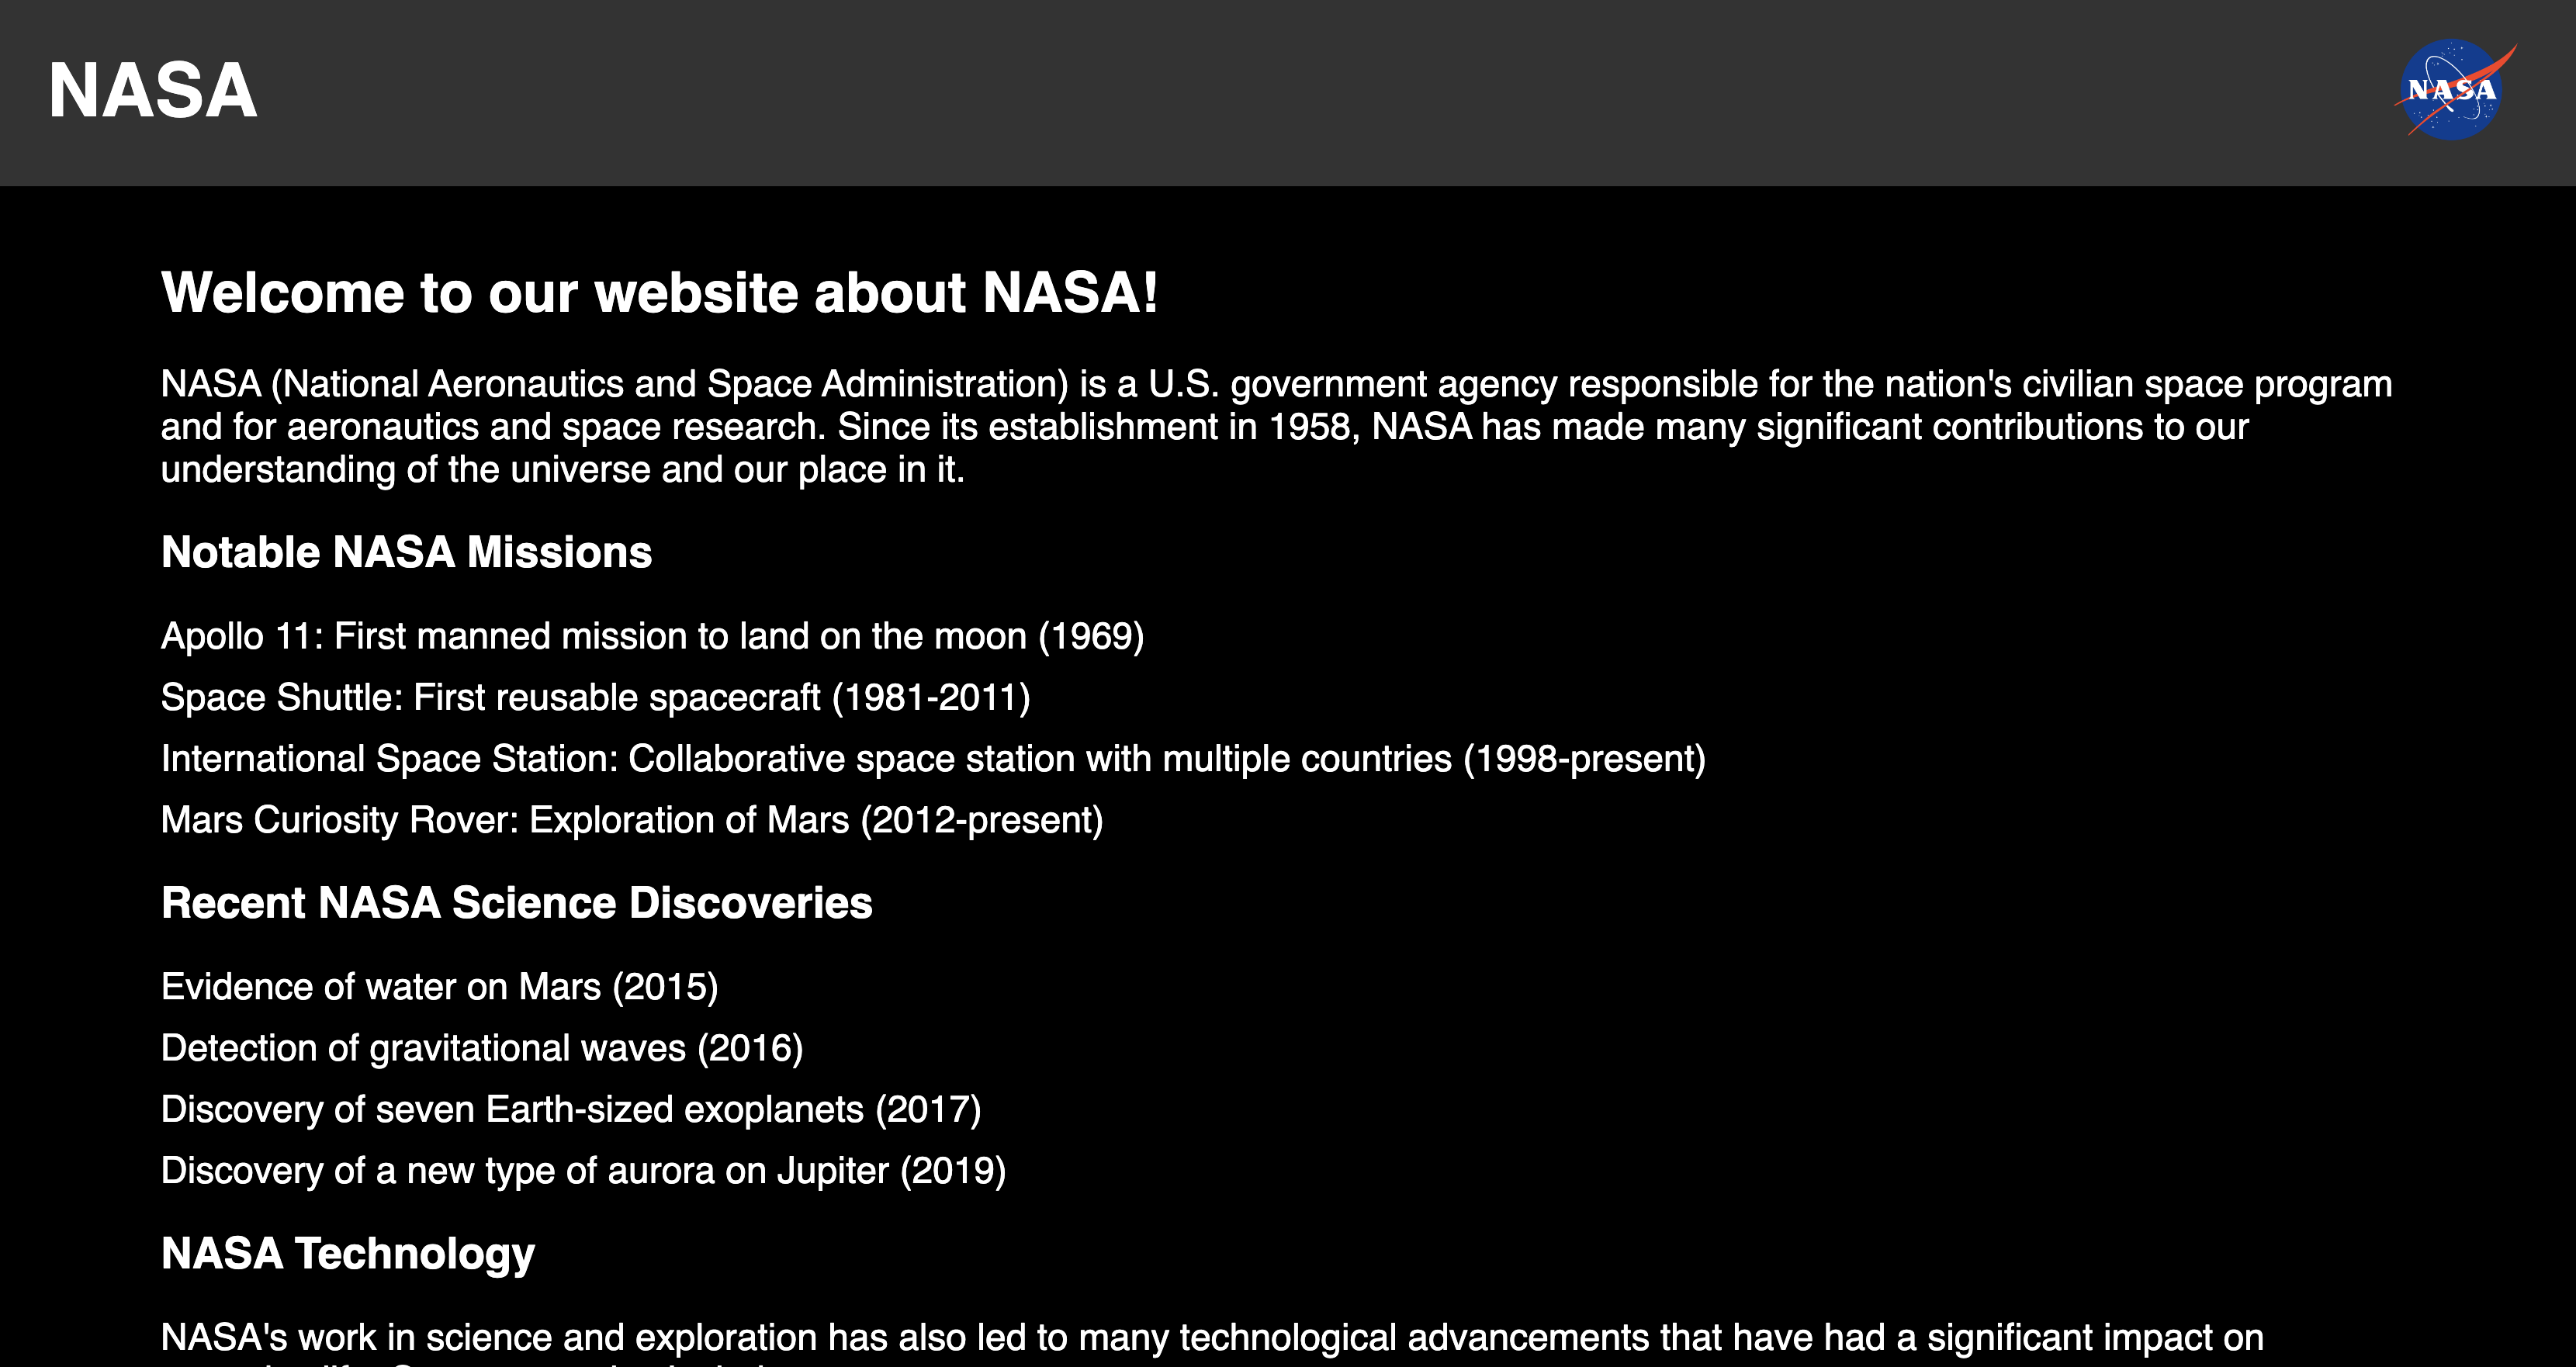 NASA
NASA
Welcome to our website about NASA!
NASA (National Aeronautics and Space Administration) is a U.S. government agency responsible for the nation's civilian space program
and for aeronautics and space research. Since its establishment in 1958, NASA has made many significant contributions to our
understanding of the universe and our place in it.
Notable NASA Missions
Apollo 11: First manned mission to land on the moon (1969)
Space Shuttle: First reusable spacecraft (1981-2011)
International Space Station: Collaborative space station with multiple countries (1998-present)
Mars Curiosity Rover: Exploration of Mars (2012-present)
Recent NASA Science Discoveries
Evidence of water on Mars (2015)
Detection of gravitational waves (2016)
Discovery of seven Earth-sized exoplanets (2017)
Discovery of a new type of aurora on Jupiter (2019)
NASA Technology
NASA's work in science and exploration has also led to many technological advancements that have had a significant impact on